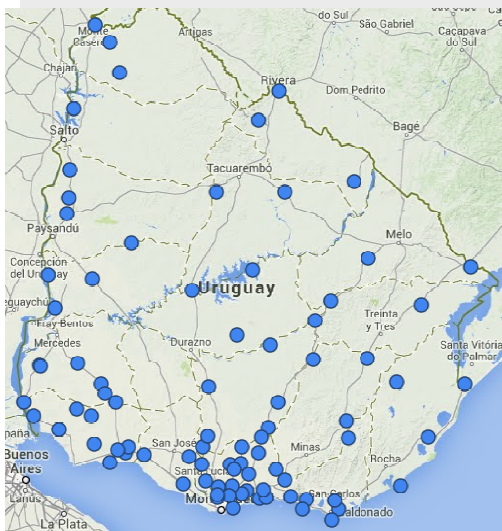 do Sul
São Gabriel
Caçapava
do Sul
Monte
Caseros
Artigas
Chajarí
Rivera
Dom Pedrito
Bagé
Salto
Tacuarembó
Paysandú
Melo
Concepción
del Uruguay
Uruguay
eguaychú
Fray Bentos
Treinta
y Tres
Mercedes
Durazno
Santa Vitória
do Palmar
San José
Minas
Rocha
Buenos
Aires
Santa Lucía
San Carlos
Maldonado
Lanús
La Plata